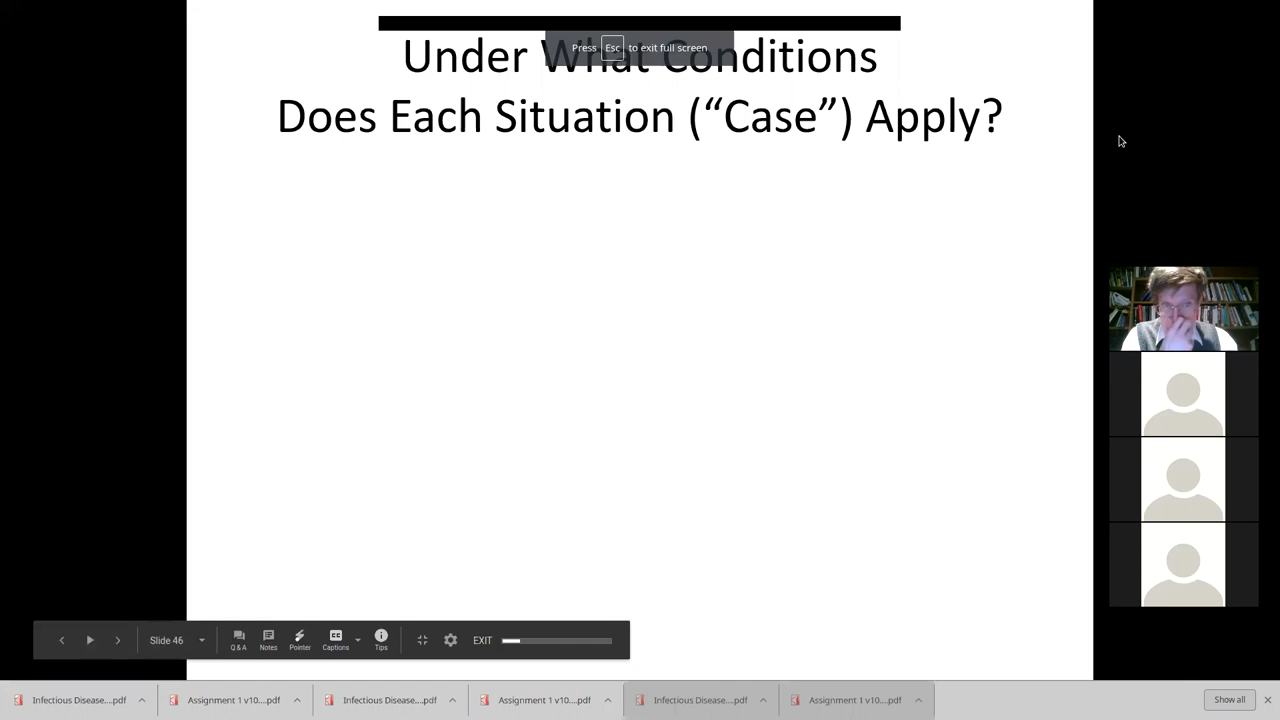 Under What Conditions
Press Esc to exit full screen
Does Each Situation (“Case”) Apply?
Slide 46
Q & A
Notes
Pointer
CC
Captions
Tips
EXIT
Infectious Disease....pdf
Assignment 1 v10....pdf
Infectious Disease....pdf
Assignment 1 v10....pdf
Infectious Disease....pdf
Assignment 1 v10....pdf
Show all